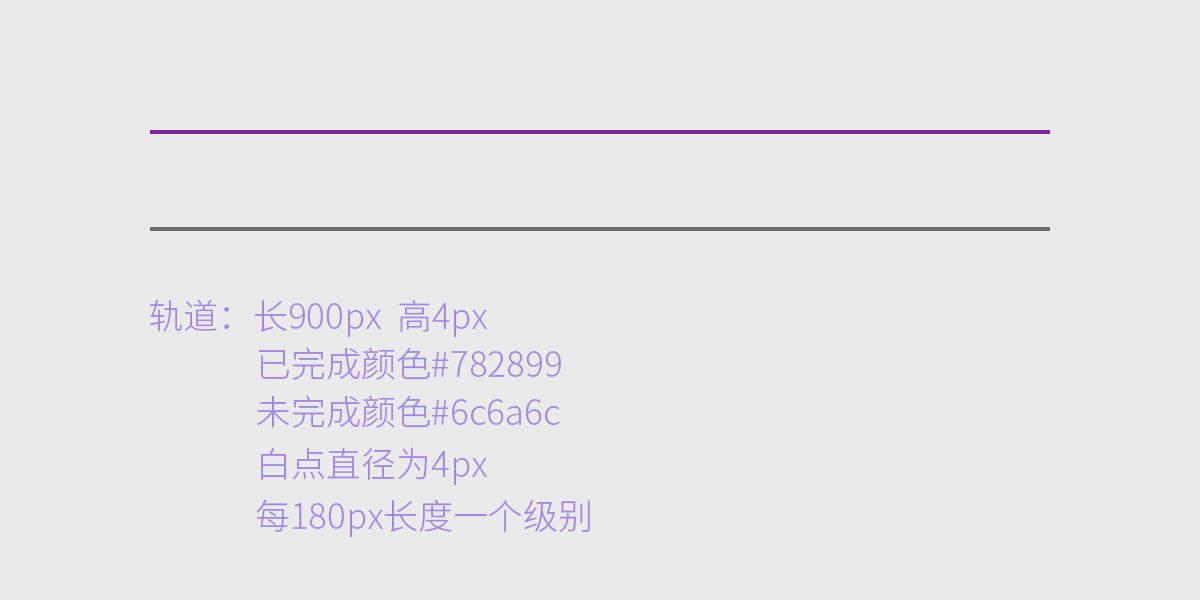 轨道：长900px 高4px
已完成颜色#782899
未完成颜色#6c6a6c
白点直径为4px
每180px长度一个级别